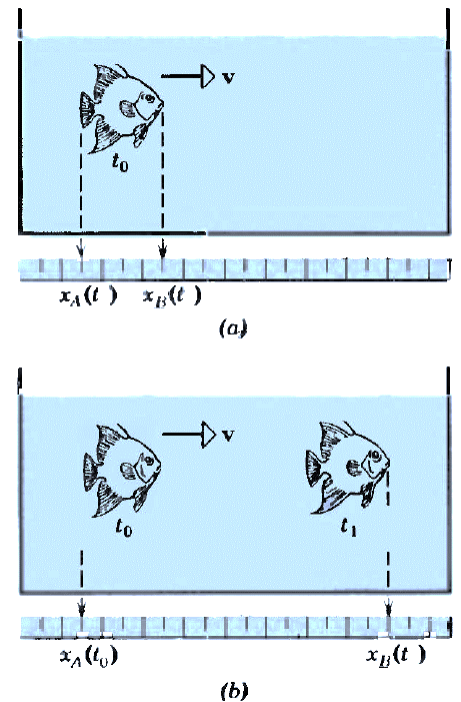 v
t0
xA(t ) xB(t )
(a)
v
t0 t1
xA(t0) xB(t )
(b)